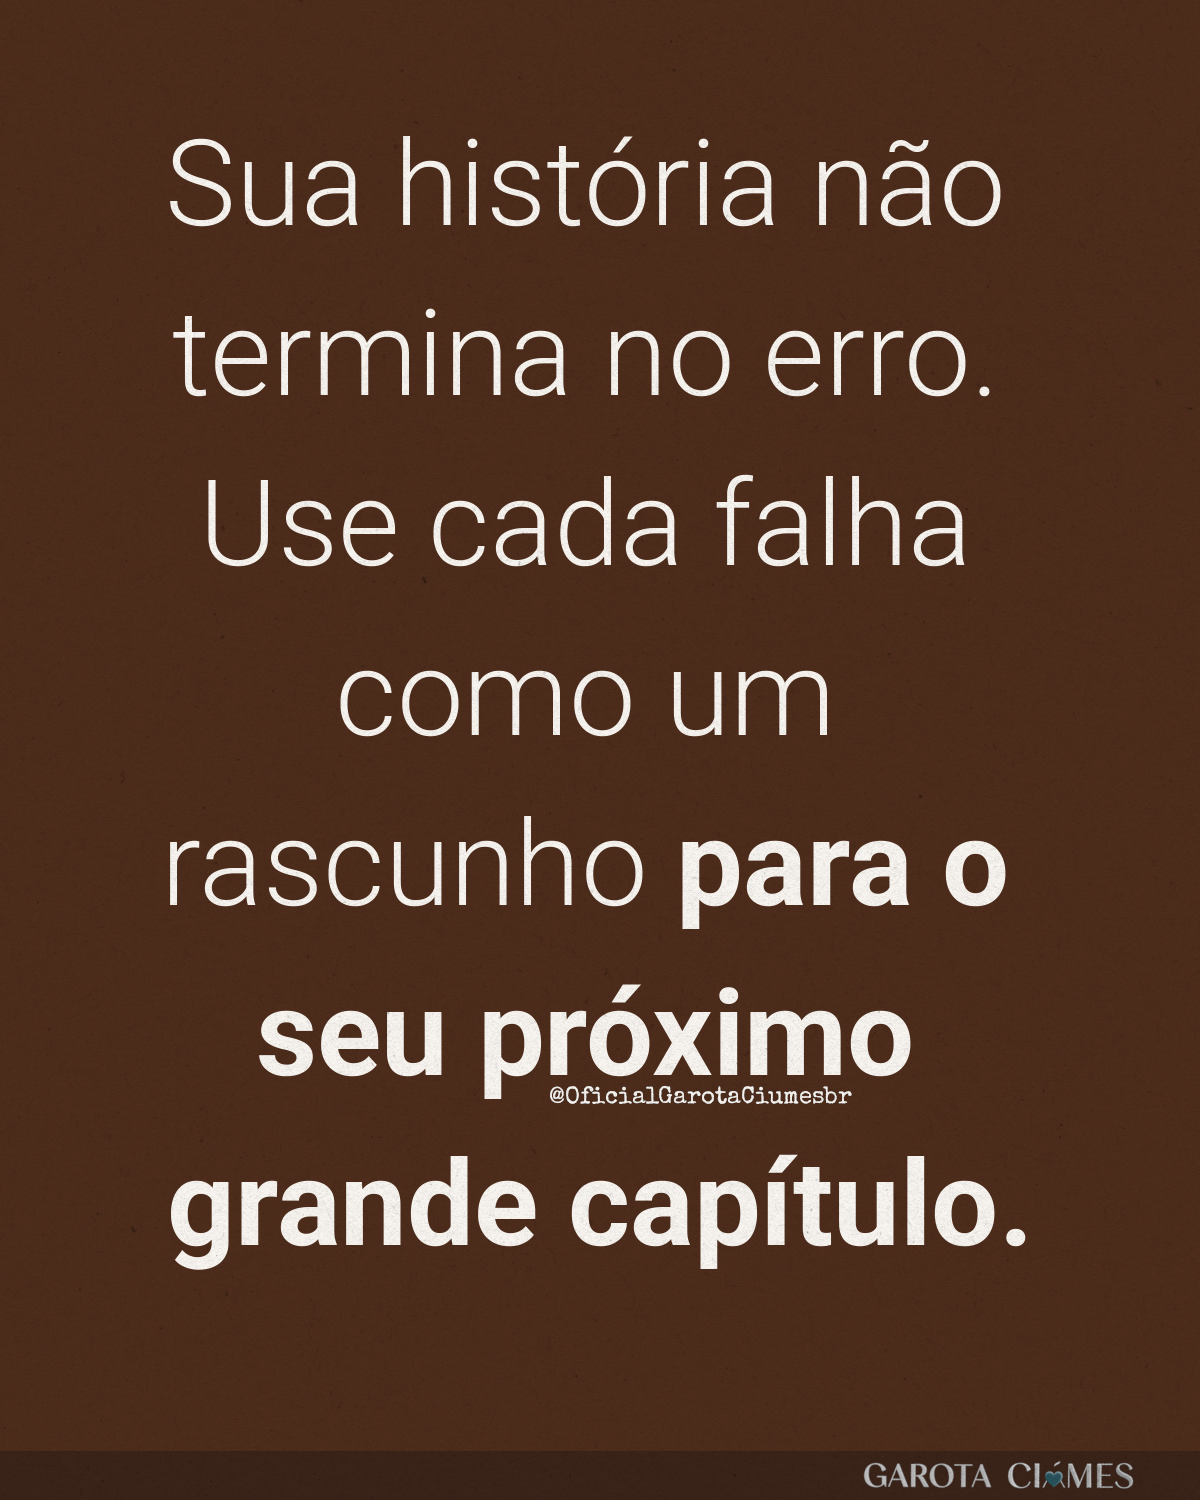 Sua história não
termina no erro.
Use cada falha
como um
rascunho para o
seu próximo
@OficialGarotaCiumesbr
grande capítulo.
GAROTA CIÚMES